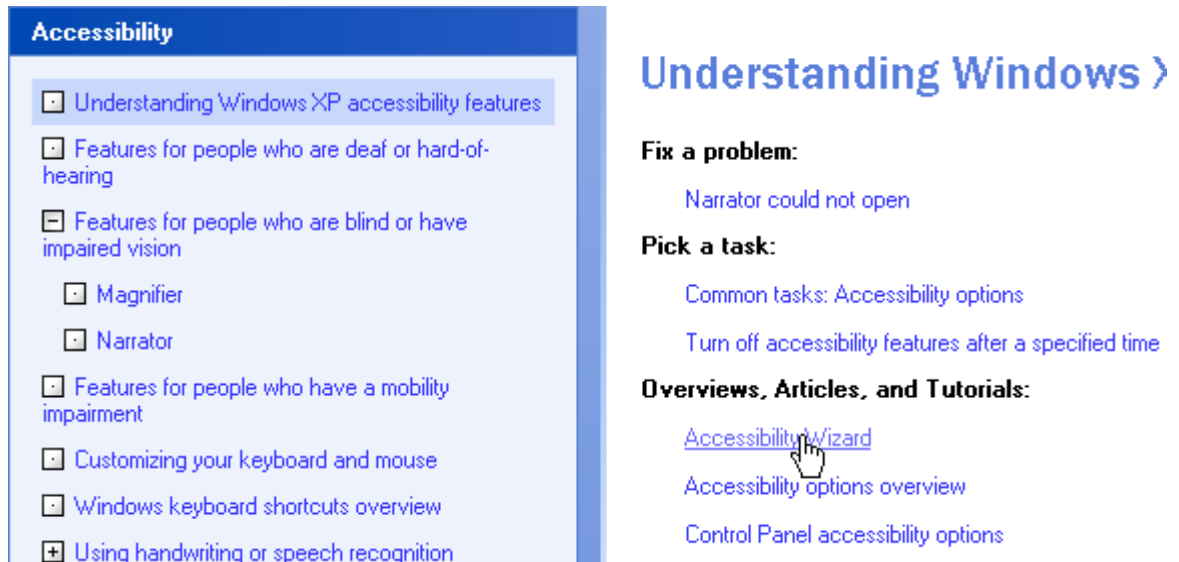 Accessibility
Understanding Windows XP accessibility features
Features for people who are deaf or hard-of-
hearing
Features for people who are blind or have
impaired vision
Magnifier
Narrator
Features for people who have a mobility
impairment
Customizing your keyboard and mouse
Windows keyboard shortcuts overview
Using handwriting or speech recognition
Understanding Windows
Fix a problem:
Narrator could not open
Pick a task:
Common tasks: Accessibility options
Turn off accessibility features after a specified time
Overviews, Articles, and Tutorials:
Accessibility Wizard
Accessibility options overview
Control Panel accessibility options